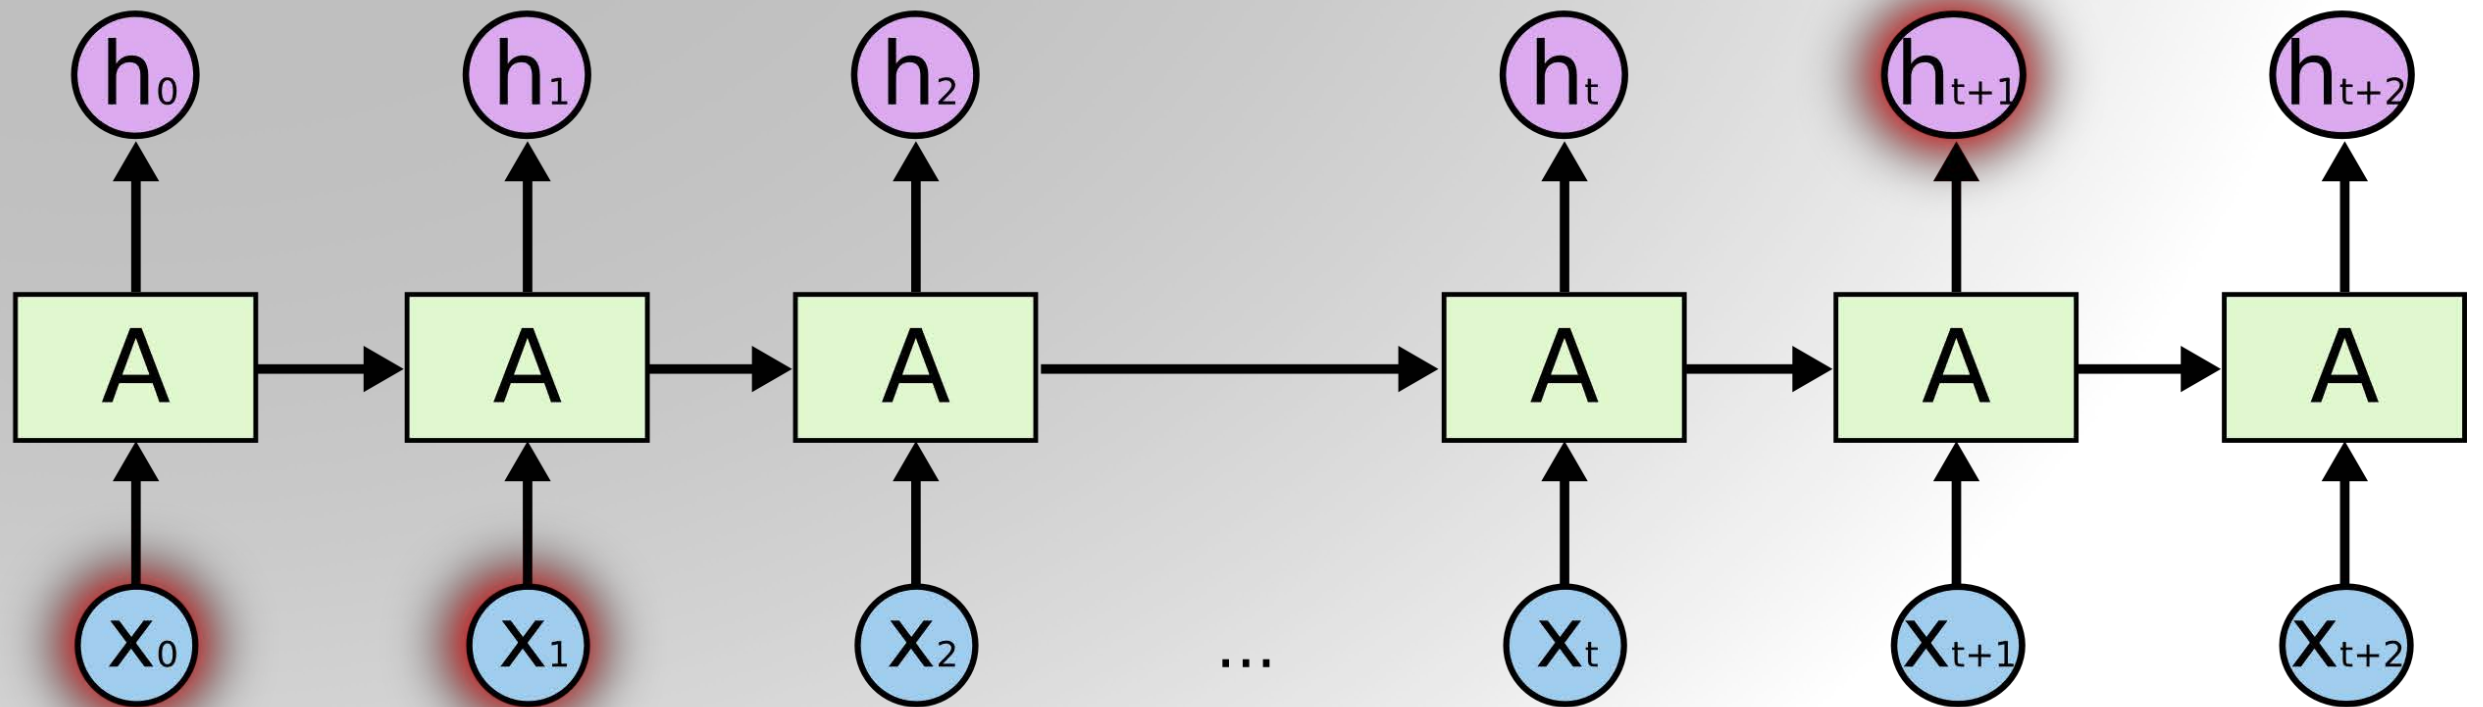 h0 h1 h2 ht ht+1 ht+2
A A A A A A
x0 x1 x2 ... xt xt+1 xt+2